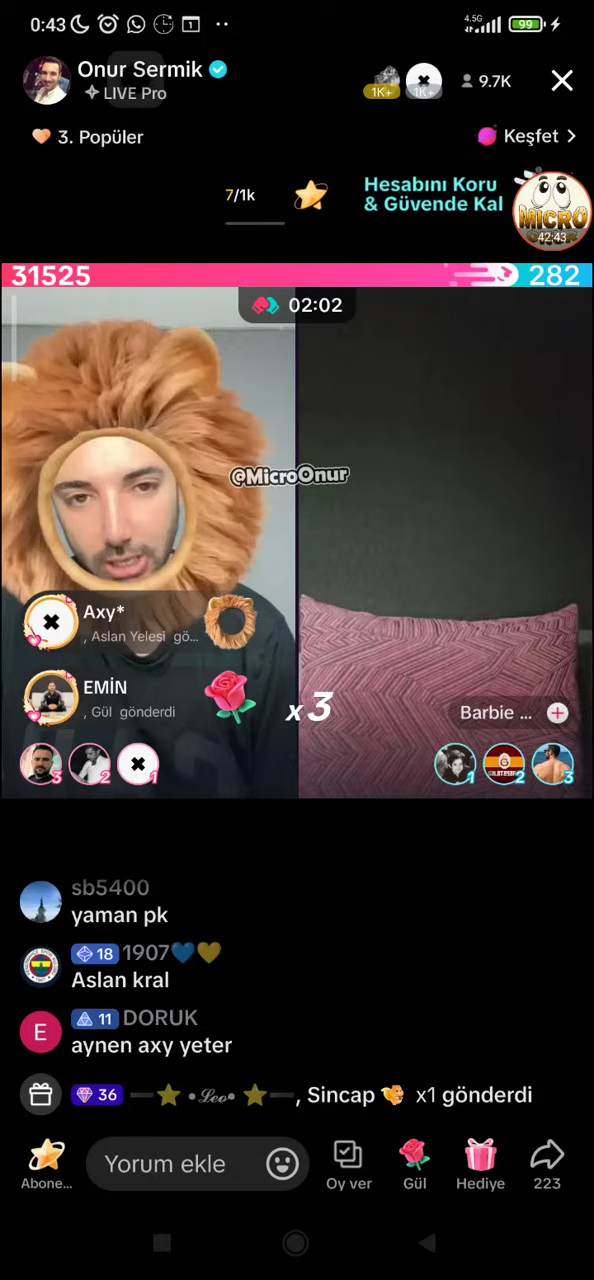 0:43
4.5G
99
Onur Sermik
LIVE Pro
1K+
1K+
9.7K
3. Popüler
Keşfet
7/1k
Hesabını Koru
& Güvende Kal
MICRO
42:43
31525
282
02:02
@MicroOnur
Axy*
, Aslan Yelesi gö...
EMİN
, Gül gönderdi
x 3
Barbie ...
3
2
1
1
2
3
sb5400
yaman pk
18 1907💙💛
Aslan kral
E
11 DORUK
aynen axy yeter
36 —⭐ •𝓛𝓮𝓸• ⭐—, Sincap 🐿️ x1 gönderdi
Abone...
Yorum ekle
Oy ver
Gül
Hediye
223